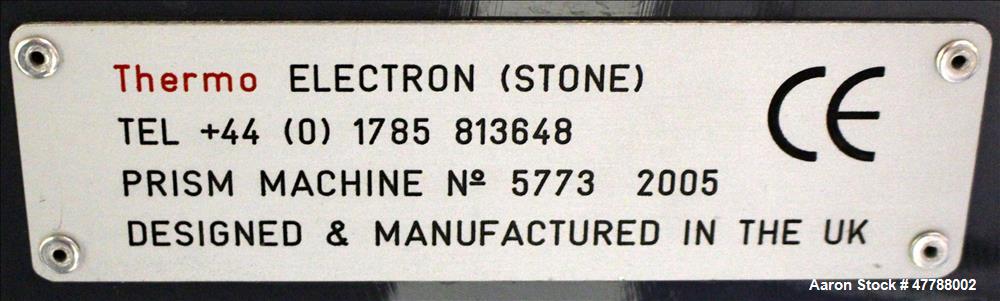 Thermo ELECTRON (STONE)
TEL +44 (0) 1785 813648
PRISM MACHINE Nº 5773 2005
DESIGNED & MANUFACTURED IN THE UK
CE
Aaron Stock # 47788002